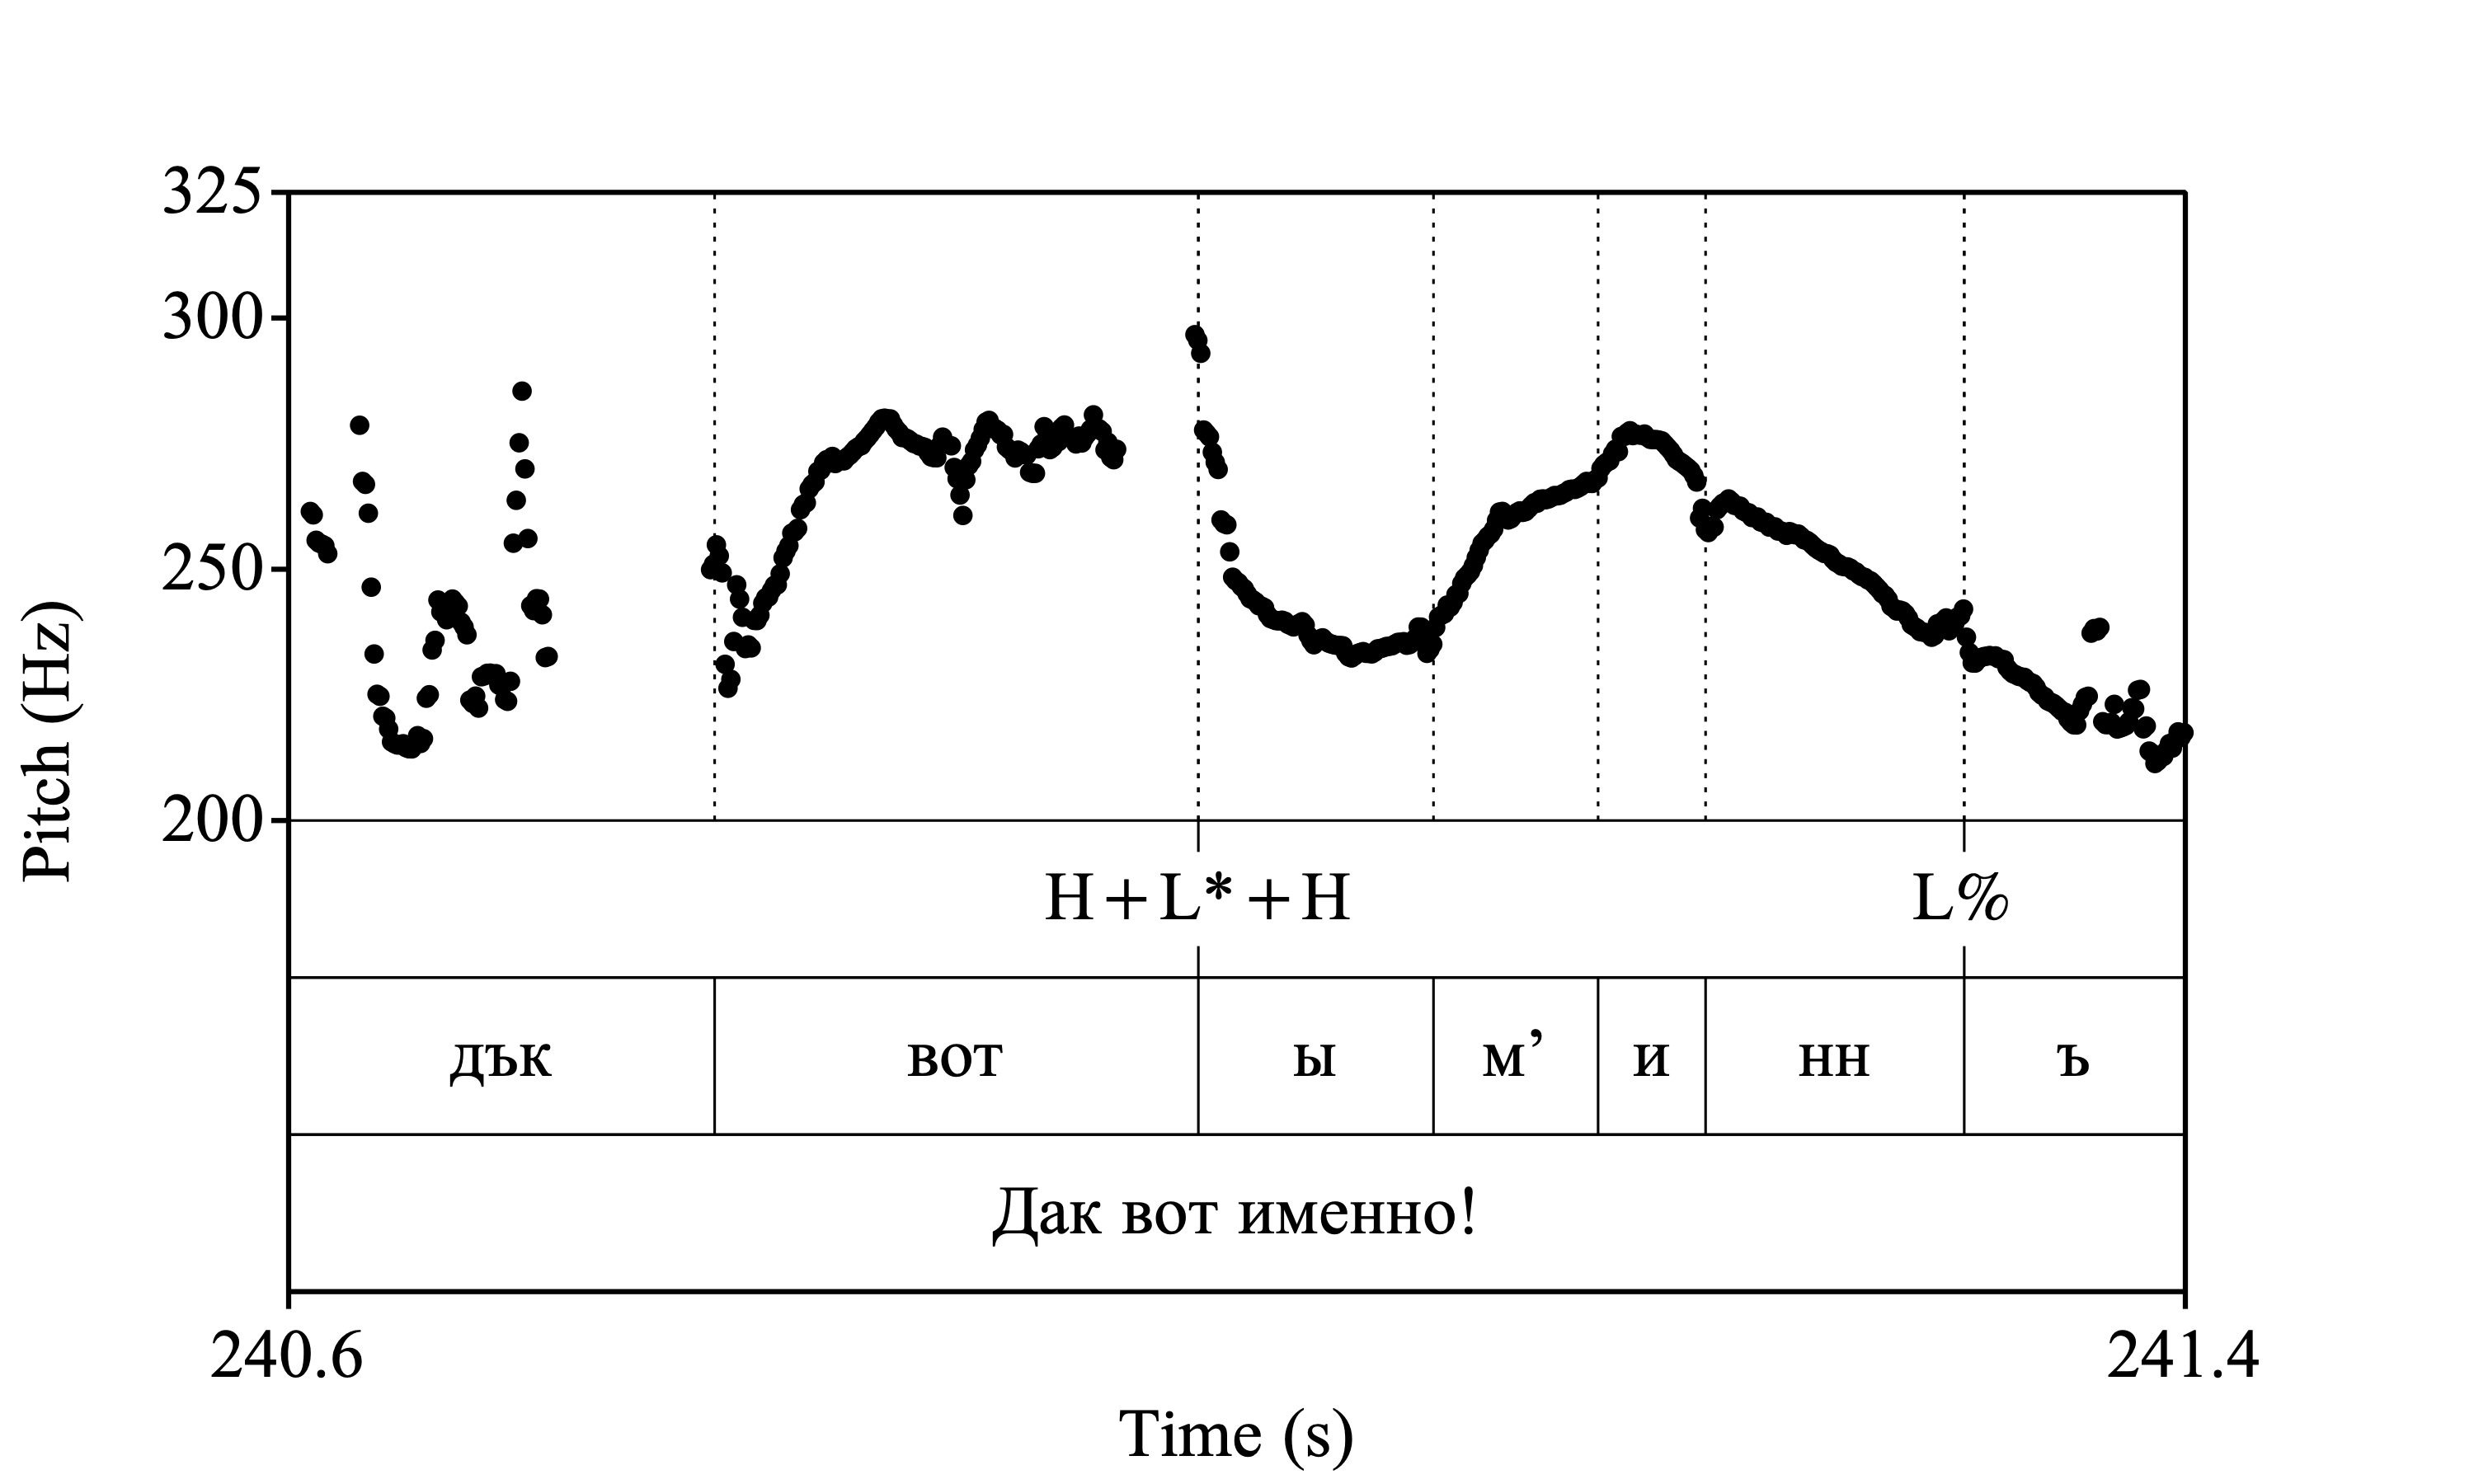 325
300
250
200
Pitch (Hz)
H+L*+H L%
дък вот ы м’ и нн ъ
Дак вот именно!
240.6 241.4
Time (s)